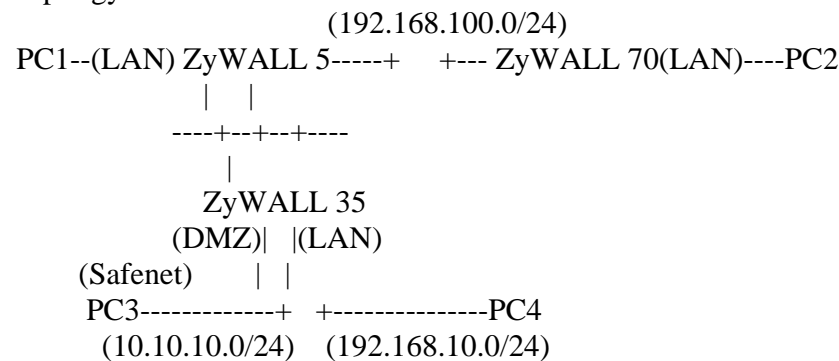 (192.168.100.0/24)
PC1--(LAN) ZyWALL 5-----+ +--- ZyWALL 70(LAN)----PC2
| |
----+--+--+----
|
ZyWALL 35
(DMZ)| |(LAN)
(Safenet) | |
PC3-------------+ +---------------PC4
(10.10.10.0/24) (192.168.10.0/24)